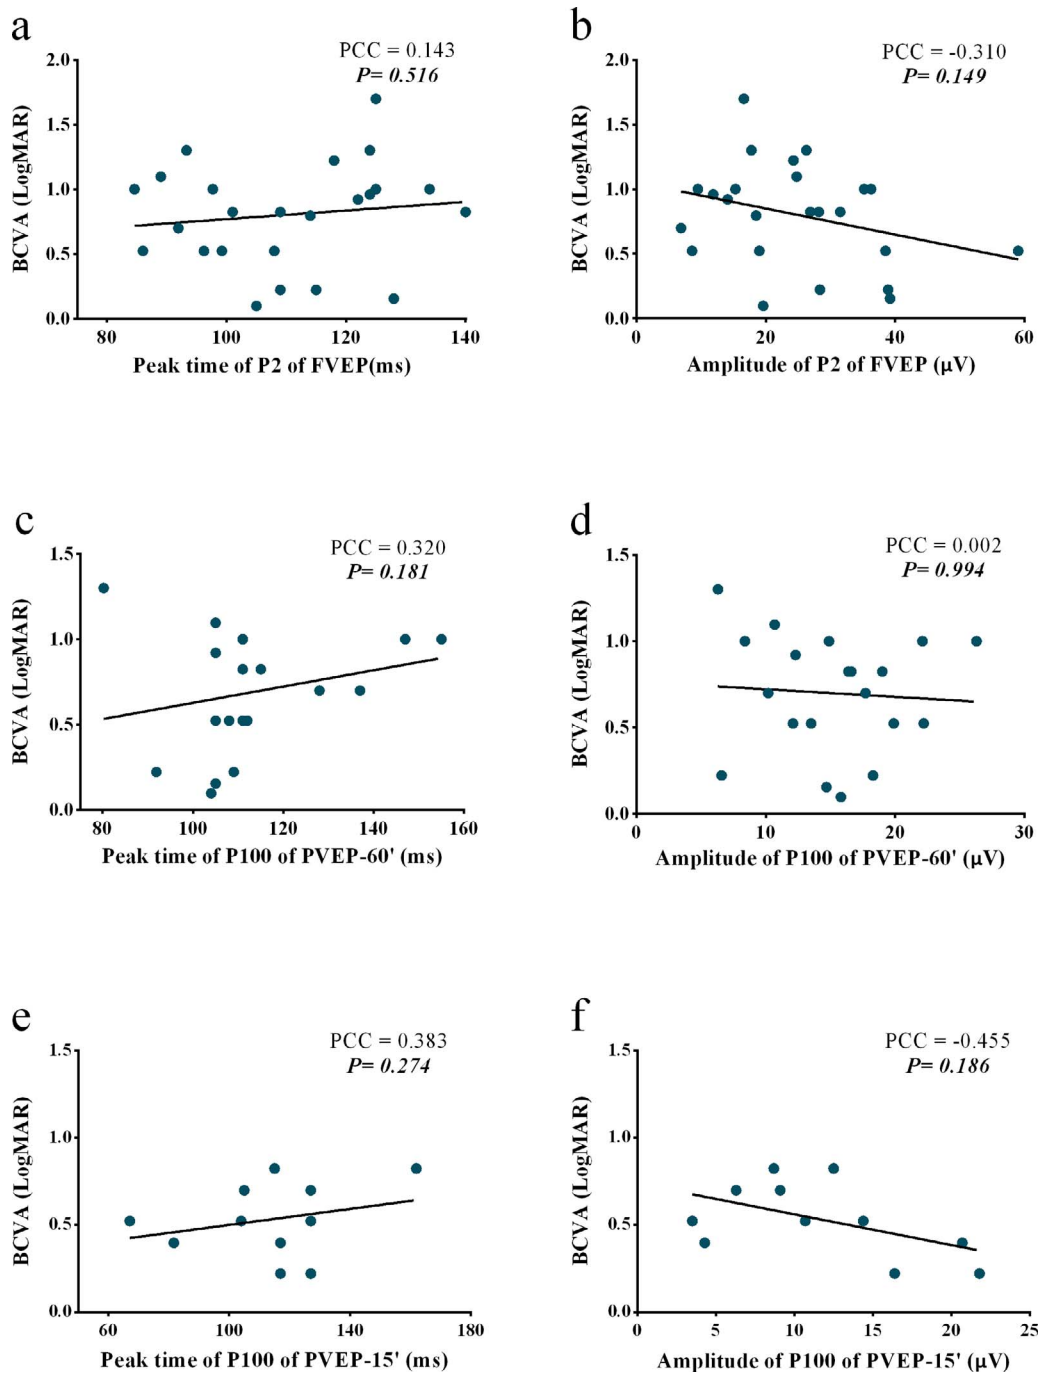 a
PCC = 0.143
P= 0.516
BCVA (LogMAR)
2.0
1.5
1.0
0.5
0.0
80 100 120 140
Peak time of P2 of FVEP(ms)
b
PCC = -0.310
P= 0.149
BCVA (LogMAR)
2.0
1.5
1.0
0.5
0.0
0 20 40 60
Amplitude of P2 of FVEP (μV)
c
PCC = 0.320
P= 0.181
BCVA (LogMAR)
1.5
1.0
0.5
0.0
80 100 120 140 160
Peak time of P100 of PVEP-60' (ms)
d
PCC = 0.002
P= 0.994
BCVA (LogMAR)
1.5
1.0
0.5
0.0
0 10 20 30
Amplitude of P100 of PVEP-60' (μV)
e
PCC = 0.383
P= 0.274
BCVA (LogMAR)
1.5
1.0
0.5
0.0
60 100 140 180
Peak time of P100 of PVEP-15' (ms)
f
PCC = -0.455
P= 0.186
BCVA (LogMAR)
1.5
1.0
0.5
0.0
0 5 10 15 20 25
Amplitude of P100 of PVEP-15' (μV)